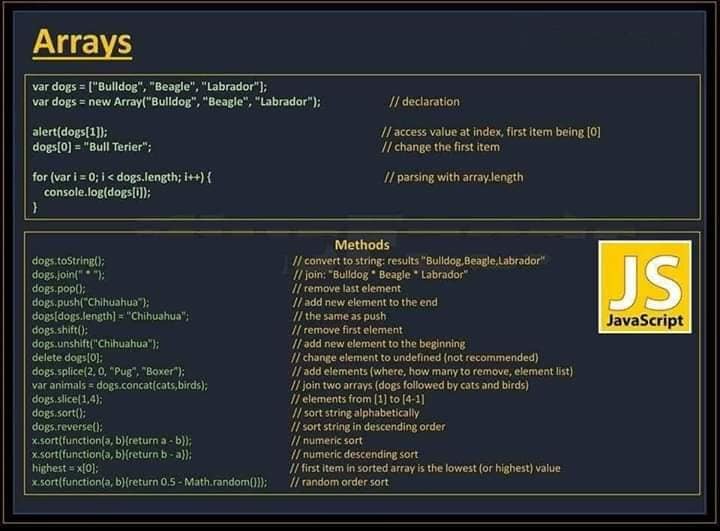 Arrays
var dogs = ["Bulldog", "Beagle", "Labrador"];
var dogs = new Array("Bulldog", "Beagle", "Labrador"); // declaration
alert(dogs[1]); // access value at index, first item being [0]
dogs[0] = "Bull Terier"; // change the first item
for (var i = 0; i < dogs.length; i++) { // parsing with array.length
console.log(dogs[i]);
}
Methods
dogs.toString(); // convert to string: results "Bulldog,Beagle,Labrador"
dogs.join(" * "); // join: "Bulldog * Beagle * Labrador"
dogs.pop(); // remove last element
dogs.push("Chihuahua"); // add new element to the end
dogs[dogs.length] = "Chihuahua"; // the same as push
dogs.shift(); // remove first element
dogs.unshift("Chihuahua"); // add new element to the beginning
delete dogs[0]; // change element to undefined (not recommended)
dogs.splice(2, 0, "Pug", "Boxer"); // add elements (where, how many to remove, element list)
var animals = dogs.concat(cats,birds); // join two arrays (dogs followed by cats and birds)
dogs.slice(1,4); // elements from [1] to [4-1]
dogs.sort(); // sort string alphabetically
dogs.reverse(); // sort string in descending order
x.sort(function(a, b){return a - b}); // numeric sort
x.sort(function(a, b){return b - a}); // numeric descending sort
highest = x[0]; // first item in sorted array is the lowest (or highest) value
x.sort(function(a, b){return 0.5 - Math.random()}); // random order sort
JS
JavaScript